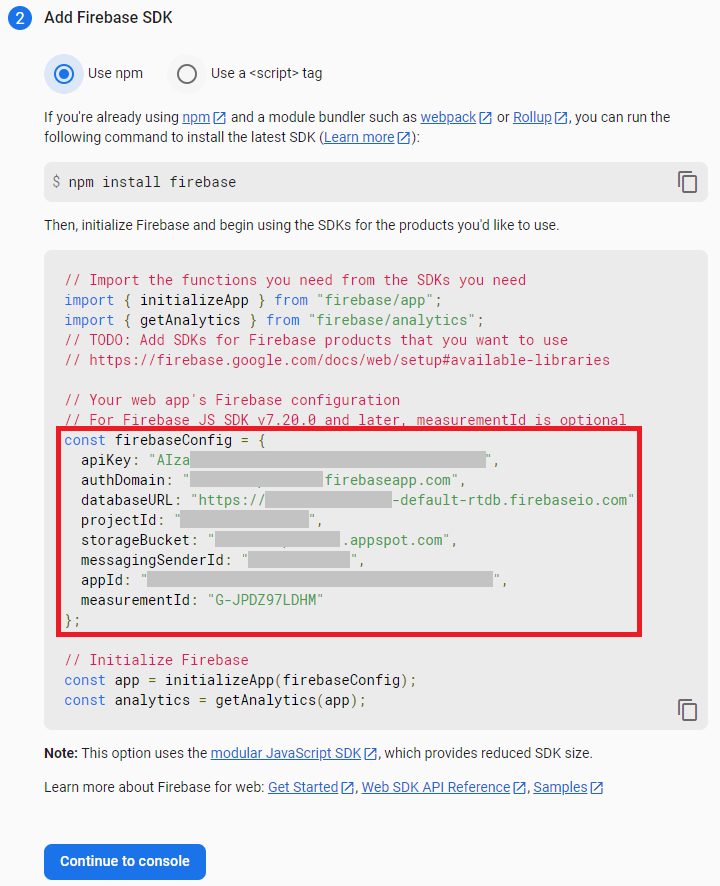 2 Add Firebase SDK
Use npm Use a <script> tag
If you're already using npm and a module bundler such as webpack or Rollup, you can run the
following command to install the latest SDK (Learn more):
$ npm install firebase
Then, initialize Firebase and begin using the SDKs for the products you'd like to use.
// Import the functions you need from the SDKs you need
import { initializeApp } from "firebase/app";
import { getAnalytics } from "firebase/analytics";
// TODO: Add SDKs for Firebase products that you want to use
// https://firebase.google.com/docs/web/setup#available-libraries
// Your web app's Firebase configuration
// For Firebase JS SDK v7.20.0 and later, measurementId is optional
const firebaseConfig = {
apiKey: "AIza",
authDomain: "firebaseapp.com",
databaseURL: "https://-default-rtdb.firebaseio.com"
projectId: "",
storageBucket: ".appspot.com",
messagingSenderId: "",
appId: "",
measurementId: "G-JPDZ97LDHM"
};
// Initialize Firebase
const app = initializeApp(firebaseConfig);
const analytics = getAnalytics(app);
Note: This option uses the modular JavaScript SDK, which provides reduced SDK size.
Learn more about Firebase for web: Get Started, Web SDK API Reference, Samples
Continue to console